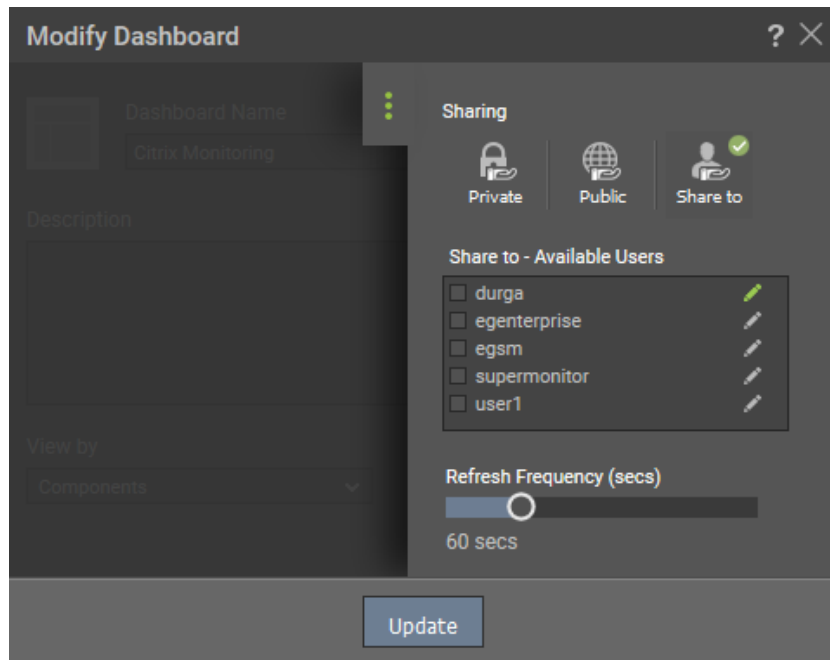 Modify Dashboard ?
Dashboard Name
Citrix Monitoring
Description
View by
Components
Sharing
Private Public Share to
Share to - Available Users
durga
egenterprise
egsm
supermonitor
user1
Refresh Frequency (secs)
60 secs
Update